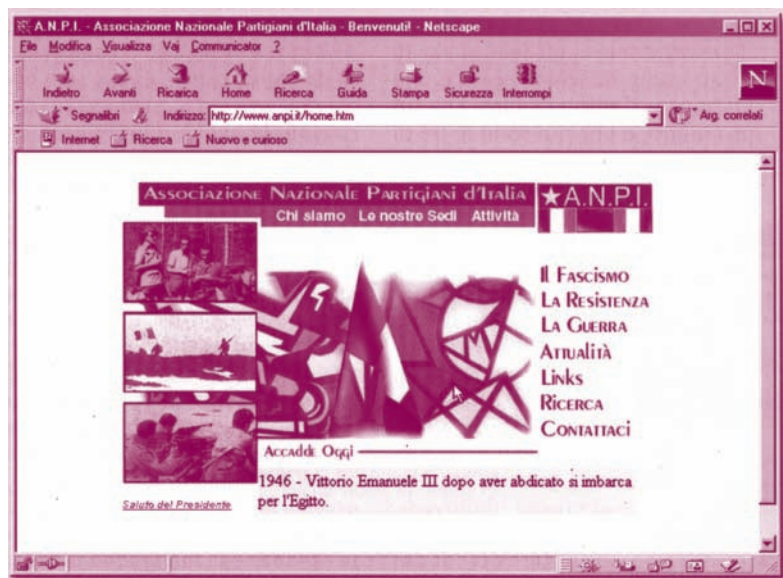 A.N.P.I. - Associazione Nazionale Partigiani d'Italia - Benvenuti! - Netscape
File Modifica Visualizza Vai Communicator ?
Indietro Avanti Ricarica Home Ricerca Guida Stampa Sicurezza Interrompi
N
Segnalibri Indirizzo: http://www.anpi.it/home.htm Arg. correlati
Internet Ricerca Nuovo e curioso
Associazione Nazionale Partigiani d'Italia
★A.N.P.I.
Chi siamo Le nostre Sedi Attività
Il Fascismo
La Resistenza
La Guerra
Attualità
Links
Ricerca
Contattaci
Accadde Oggi
1946 - Vittorio Emanuele III dopo aver abdicato si imbarca
per l'Egitto.
Saluto del Presidente